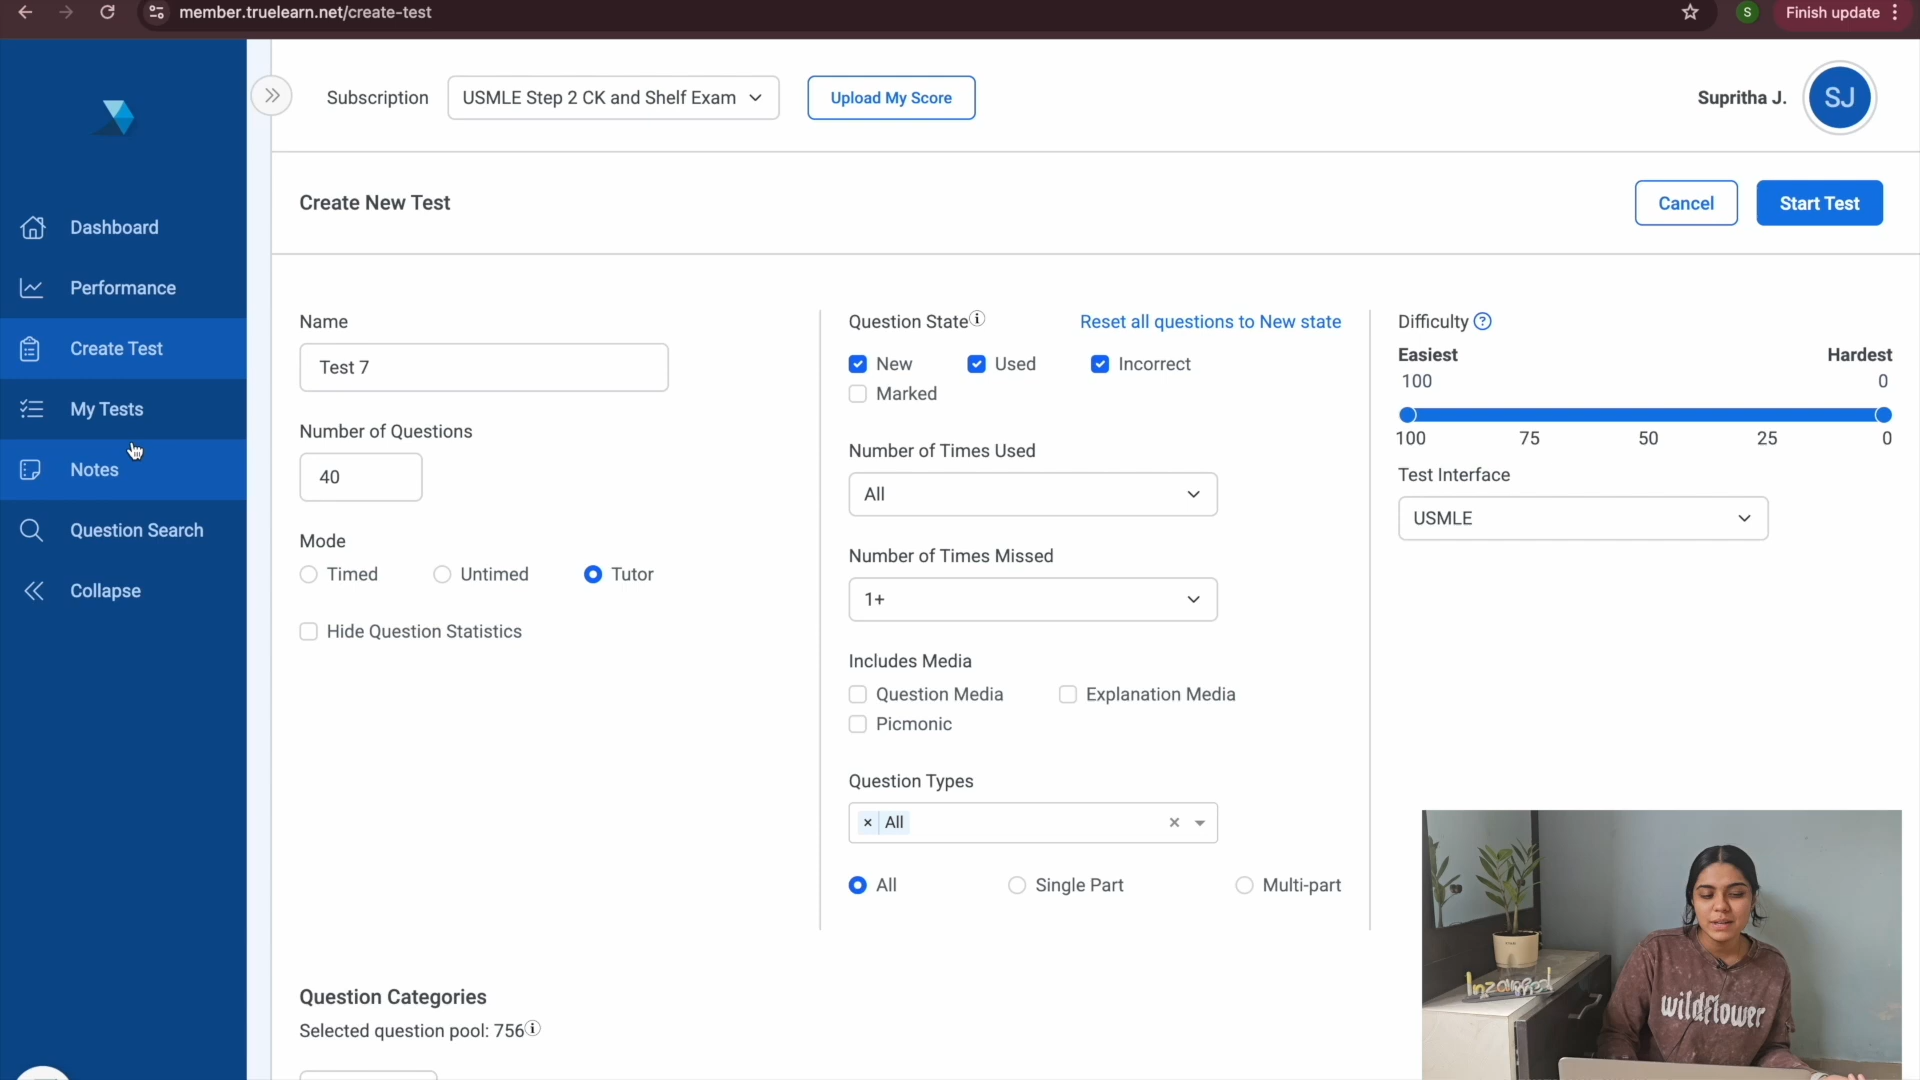 member.truelearn.net/create-test
S
Finish update
Subscription
USMLE Step 2 CK and Shelf Exam
Upload My Score
Supritha J.
SJ
Create New Test
Cancel
Start Test
Dashboard
Performance
Create Test
My Tests
Notes
Question Search
Collapse
Name
Test 7
Number of Questions
40
Mode
Timed
Untimed
Tutor
Hide Question Statistics
Question State
Reset all questions to New state
New
Used
Incorrect
Marked
Number of Times Used
All
Number of Times Missed
1+
Includes Media
Question Media
Explanation Media
Picmonic
Question Types
× All
All
Single Part
Multi-part
Difficulty
Easiest
Hardest
100
0
100 75 50 25 0
Test Interface
USMLE
Question Categories
Selected question pool: 756
wildflower